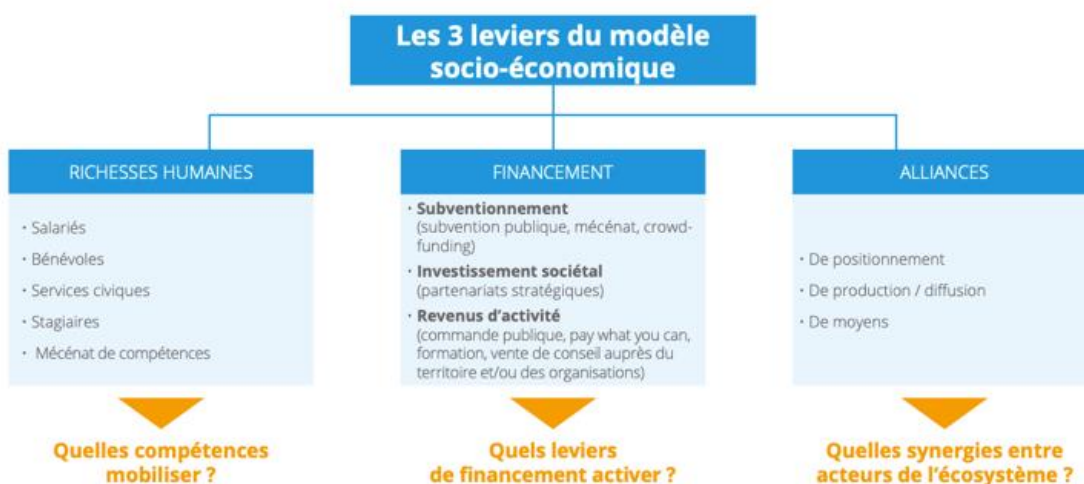 Les 3 leviers du modèle
socio-économique
RICHESSES HUMAINES
· Salariés
· Bénévoles
· Services civiques
· Stagiaires
· Mécénat de compétences
Quelles compétences
mobiliser ?
FINANCEMENT
· Subventionnement
(subvention publique, mécénat, crowd-
funding)
· Investissement sociétal
(partenariats stratégiques)
· Revenus d’activité
(commande publique, pay what you can,
formation, vente de conseil auprès du
territoire et/ou des organisations)
Quels leviers
de financement activer ?
ALLIANCES
· De positionnement
· De production / diffusion
· De moyens
Quelles synergies entre
acteurs de l’écosystème ?